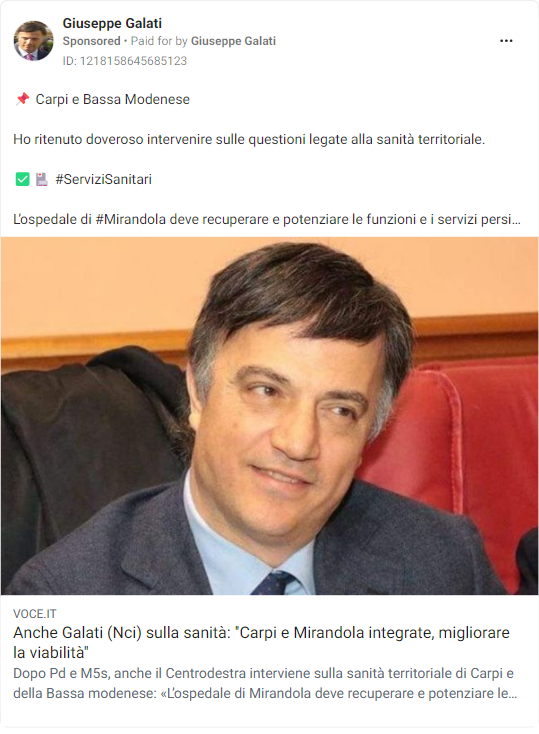 Giuseppe Galati
Sponsored • Paid for by Giuseppe Galati
ID: 1218158645685123
📌 Carpi e Bassa Modenese
Ho ritenuto doveroso intervenire sulle questioni legate alla sanità territoriale.
✅ #ServiziSanitari
L'ospedale di #Mirandola deve recuperare e potenziare le funzioni e i servizi persi...
VOCE.IT
Anche Galati (Nci) sulla sanità: "Carpi e Mirandola integrate, migliorare
la viabilità"
Dopo Pd e M5s, anche il Centrodestra interviene sulla sanità territoriale di Carpi e
della Bassa modenese: «L'ospedale di Mirandola deve recuperare e potenziare le...